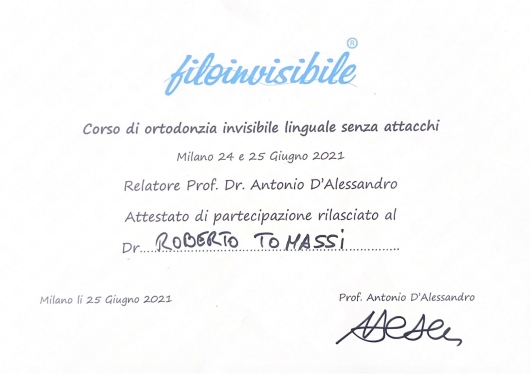 filoinvisibile®
Corso di ortodonzia invisibile linguale senza attacchi
Milano 24 e 25 Giugno 2021
Relatore Prof. Dr. Antonio D'Alessandro
Attestato di partecipazione rilasciato al
Dr. ROBERTO TOMASSI
Milano lì 25 Giugno 2021
Prof. Antonio D'Alessandro